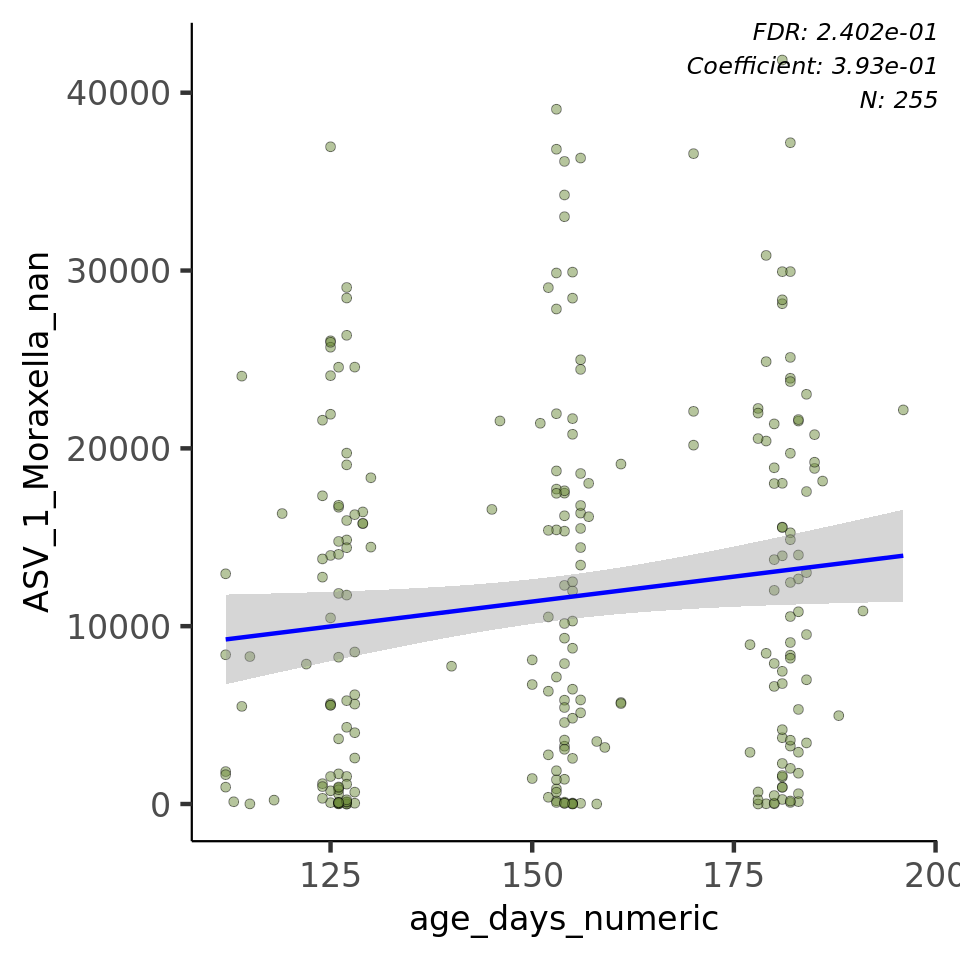 FDR: 2.402e-01
Coefficient: 3.93e-01
N: 255
40000
30000
20000
10000
0
ASV_1_Moraxella_nan
125 150 175 200
age_days_numeric